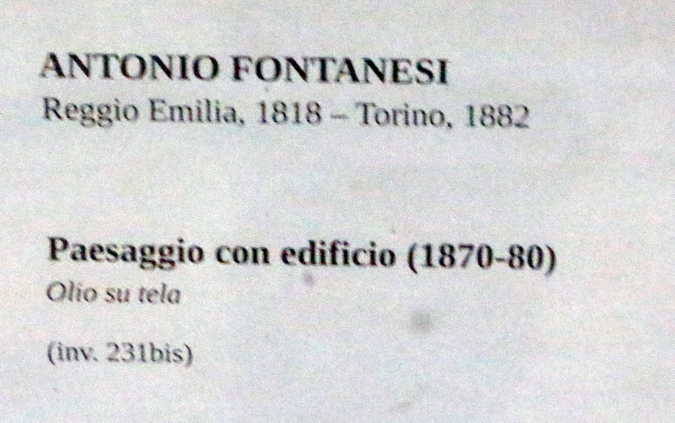 ANTONIO FONTANESI
Reggio Emilia, 1818 – Torino, 1882
Paesaggio con edificio (1870-80)
Olio su tela
(inv. 231bis)